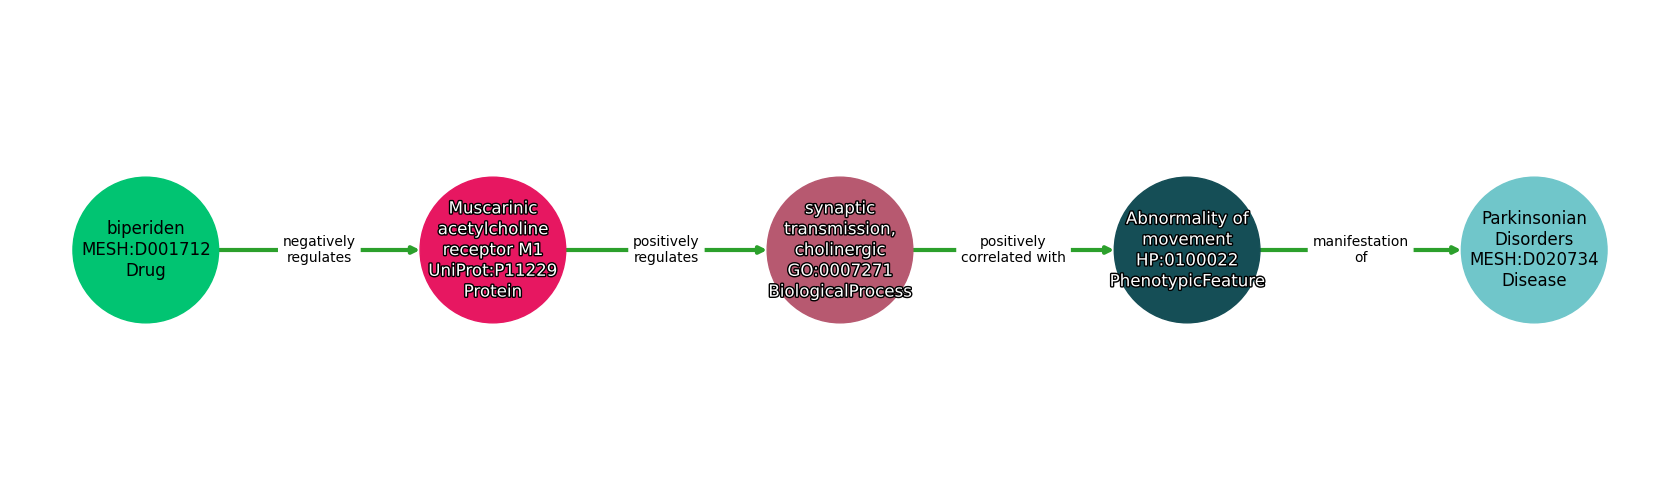 biperiden
MESH:D001712
Drug
negatively
regulates
Muscarinic
acetylcholine
receptor M1
UniProt:P11229
Protein
positively
regulates
synaptic
transmission,
cholinergic
GO:0007271
BiologicalProcess
positively
correlated with
Abnormality of
movement
HP:0100022
PhenotypicFeature
manifestation
of
Parkinsonian
Disorders
MESH:D020734
Disease